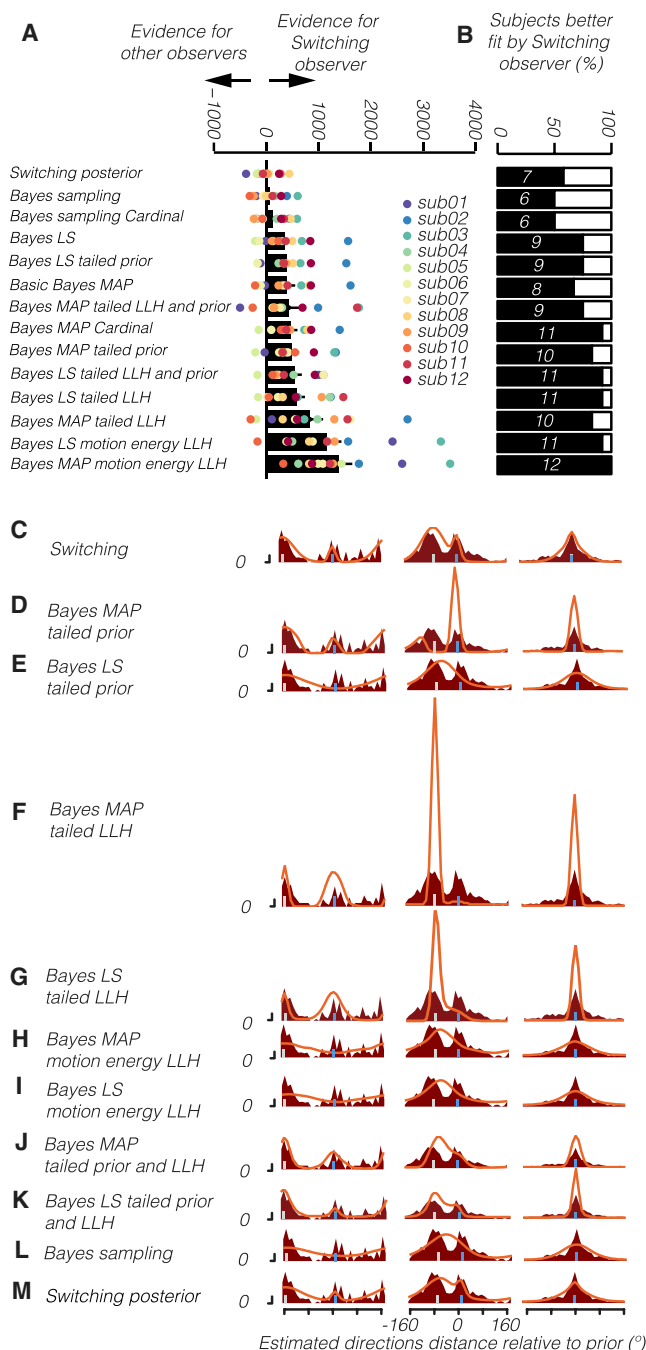 A
Evidence for
other observers
Evidence for
Switching
observer
B
Subjects better
fit by Switching
observer (%)
−1000
0
1000
2000
3000
4000
0
50
100
Switching posterior
Bayes sampling
Bayes sampling Cardinal
Bayes LS
Bayes LS tailed prior
Basic Bayes MAP
Bayes MAP tailed LLH and prior
Bayes MAP Cardinal
Bayes MAP tailed prior
Bayes LS tailed LLH and prior
Bayes LS tailed LLH
Bayes MAP tailed LLH
Bayes LS motion energy LLH
Bayes MAP motion energy LLH
sub01
sub02
sub03
sub04
sub05
sub06
sub07
sub08
sub09
sub10
sub11
sub12
7
6
6
9
9
8
9
11
10
11
11
10
11
12
C
Switching
0
D
Bayes MAP
tailed prior
0
E
Bayes LS
tailed prior
0
F
Bayes MAP
tailed LLH
0
G
Bayes LS
tailed LLH
0
H
Bayes MAP
motion energy LLH
0
I
Bayes LS
motion energy LLH
0
J
Bayes MAP
tailed prior and LLH
0
K
Bayes LS tailed prior
and LLH
0
L
Bayes sampling
0
M
Switching posterior
0
-160 0 160
Estimated directions distance relative to prior (°)